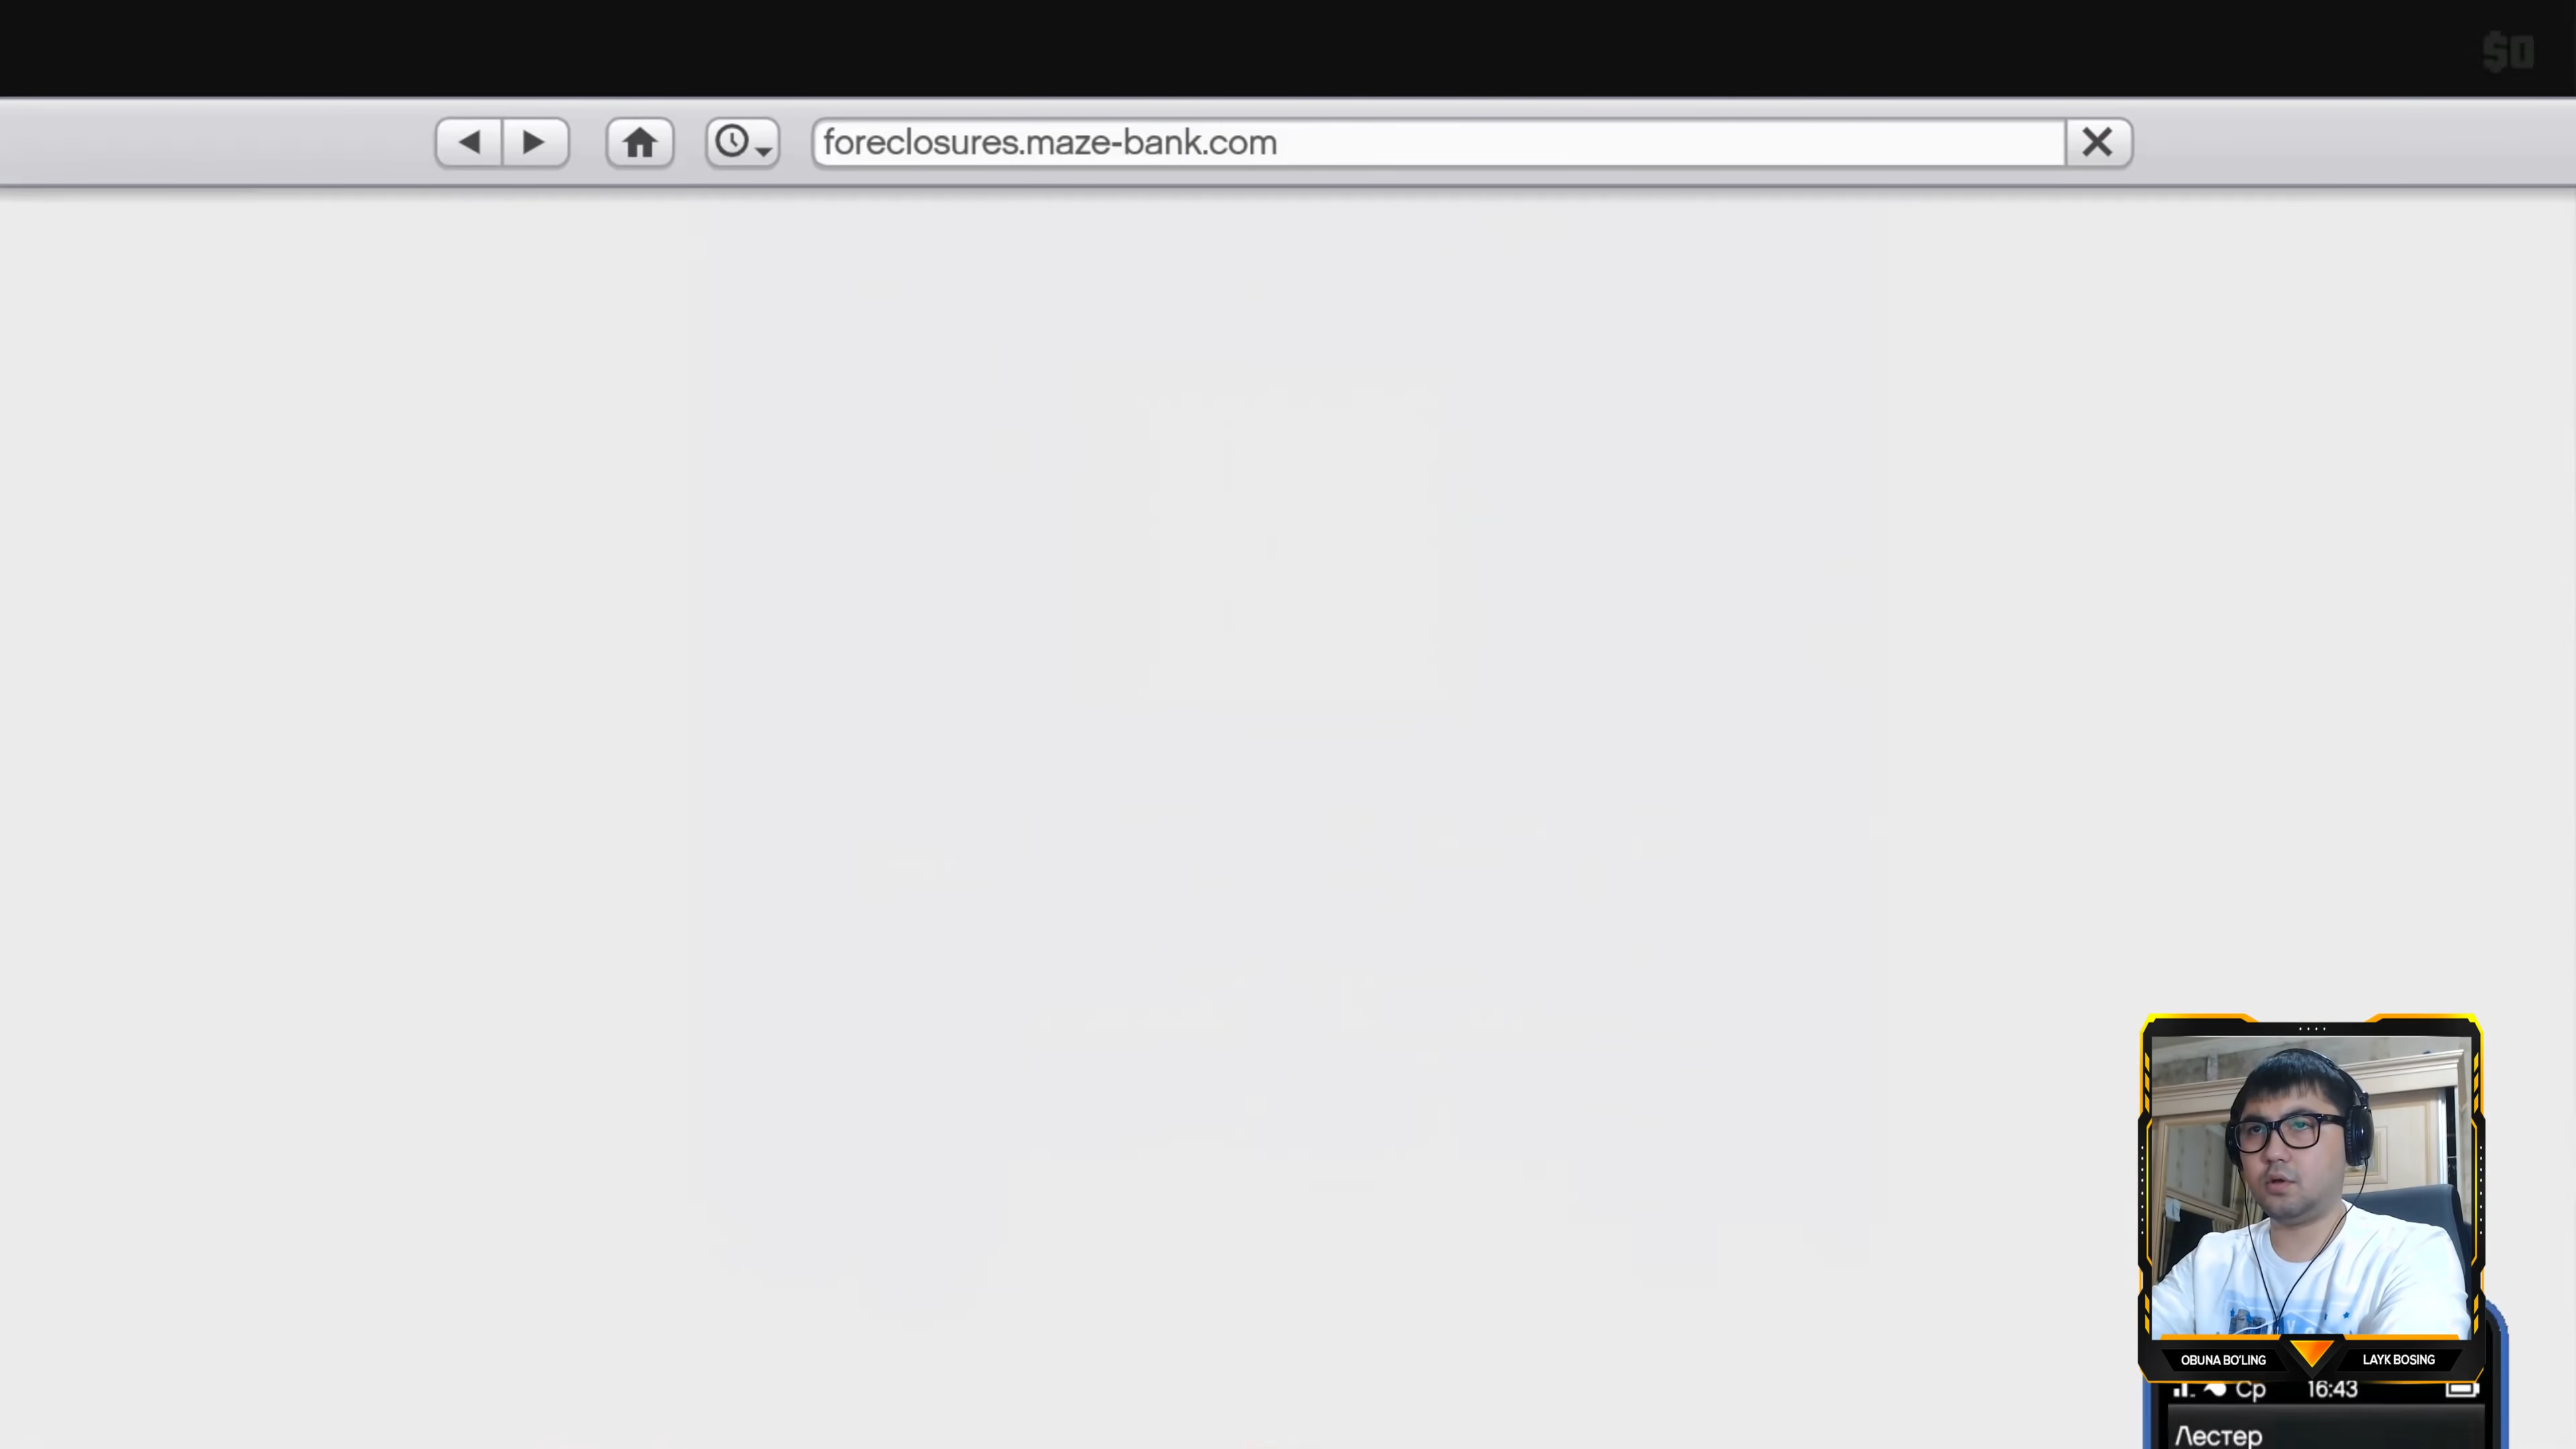 $0
foreclosures.maze-bank.com
OBUNA BO'LING
LAYK BOSING
Ср 16:43
Лестер